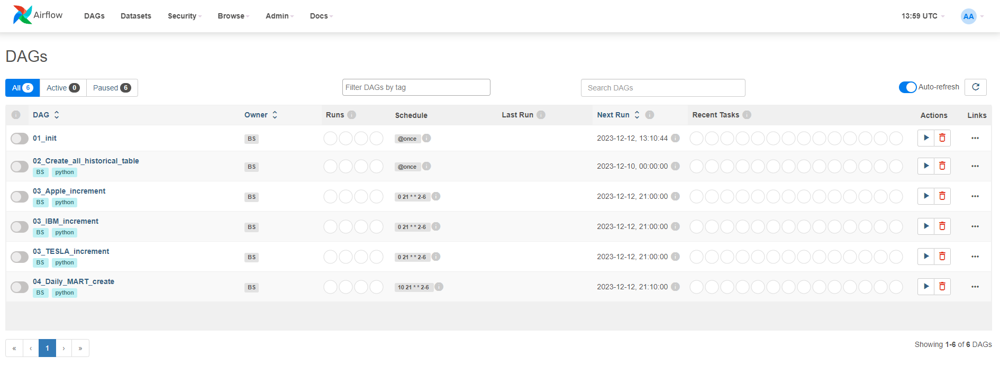 Airflow DAGs Datasets Security Browse Admin Docs 13:59 UTC AA
DAGs
All 6 Active 0 Paused 6 Filter DAGs by tag Search DAGs Auto-refresh
i DAG Owner Runs i Schedule Last Run i Next Run i Recent Tasks i Actions Links
01_init BS @once i 2023-12-12, 13:10:44 i
02_Create_all_historical_table BS @once i 2023-12-10, 00:00:00 i
BS python
03_Apple_increment BS 0 21 * * 2-6 i 2023-12-12, 21:00:00 i
BS python
03_IBM_increment BS 0 21 * * 2-6 i 2023-12-12, 21:00:00 i
BS python
03_TESLA_increment BS 0 21 * * 2-6 i 2023-12-12, 21:00:00 i
BS python
04_Daily_MART_create BS 10 21 * * 2-6 i 2023-12-12, 21:10:00 i
BS python
« ‹ 1 › » Showing 1-6 of 6 DAGs